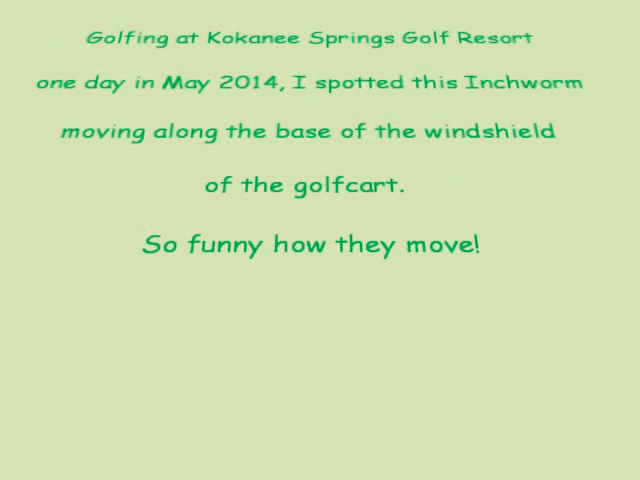 Golfing at Kokanee Springs Golf Resort
one day in May 2014, I spotted this Inchworm
moving along the base of the windshield
of the golfcart.
So funny how they move!